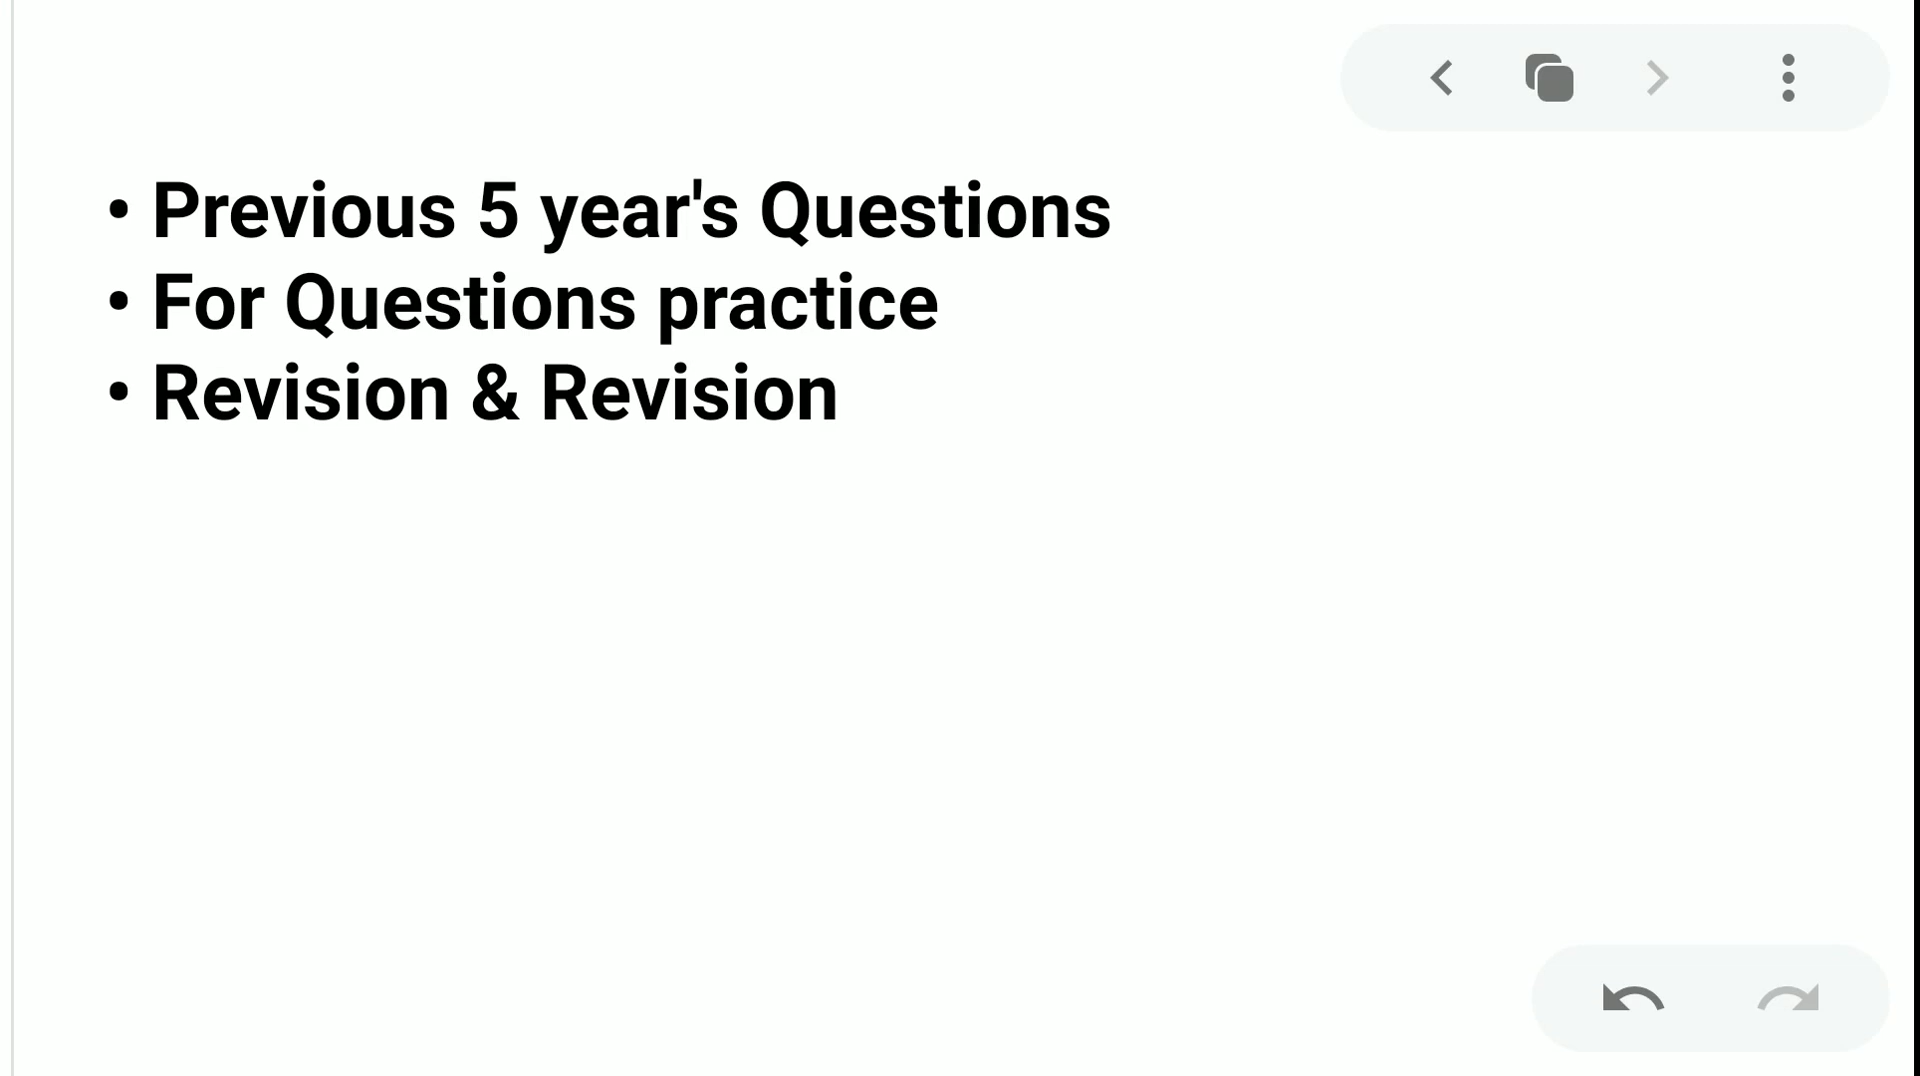 • Previous 5 year's Questions
• For Questions practice
• Revision & Revision